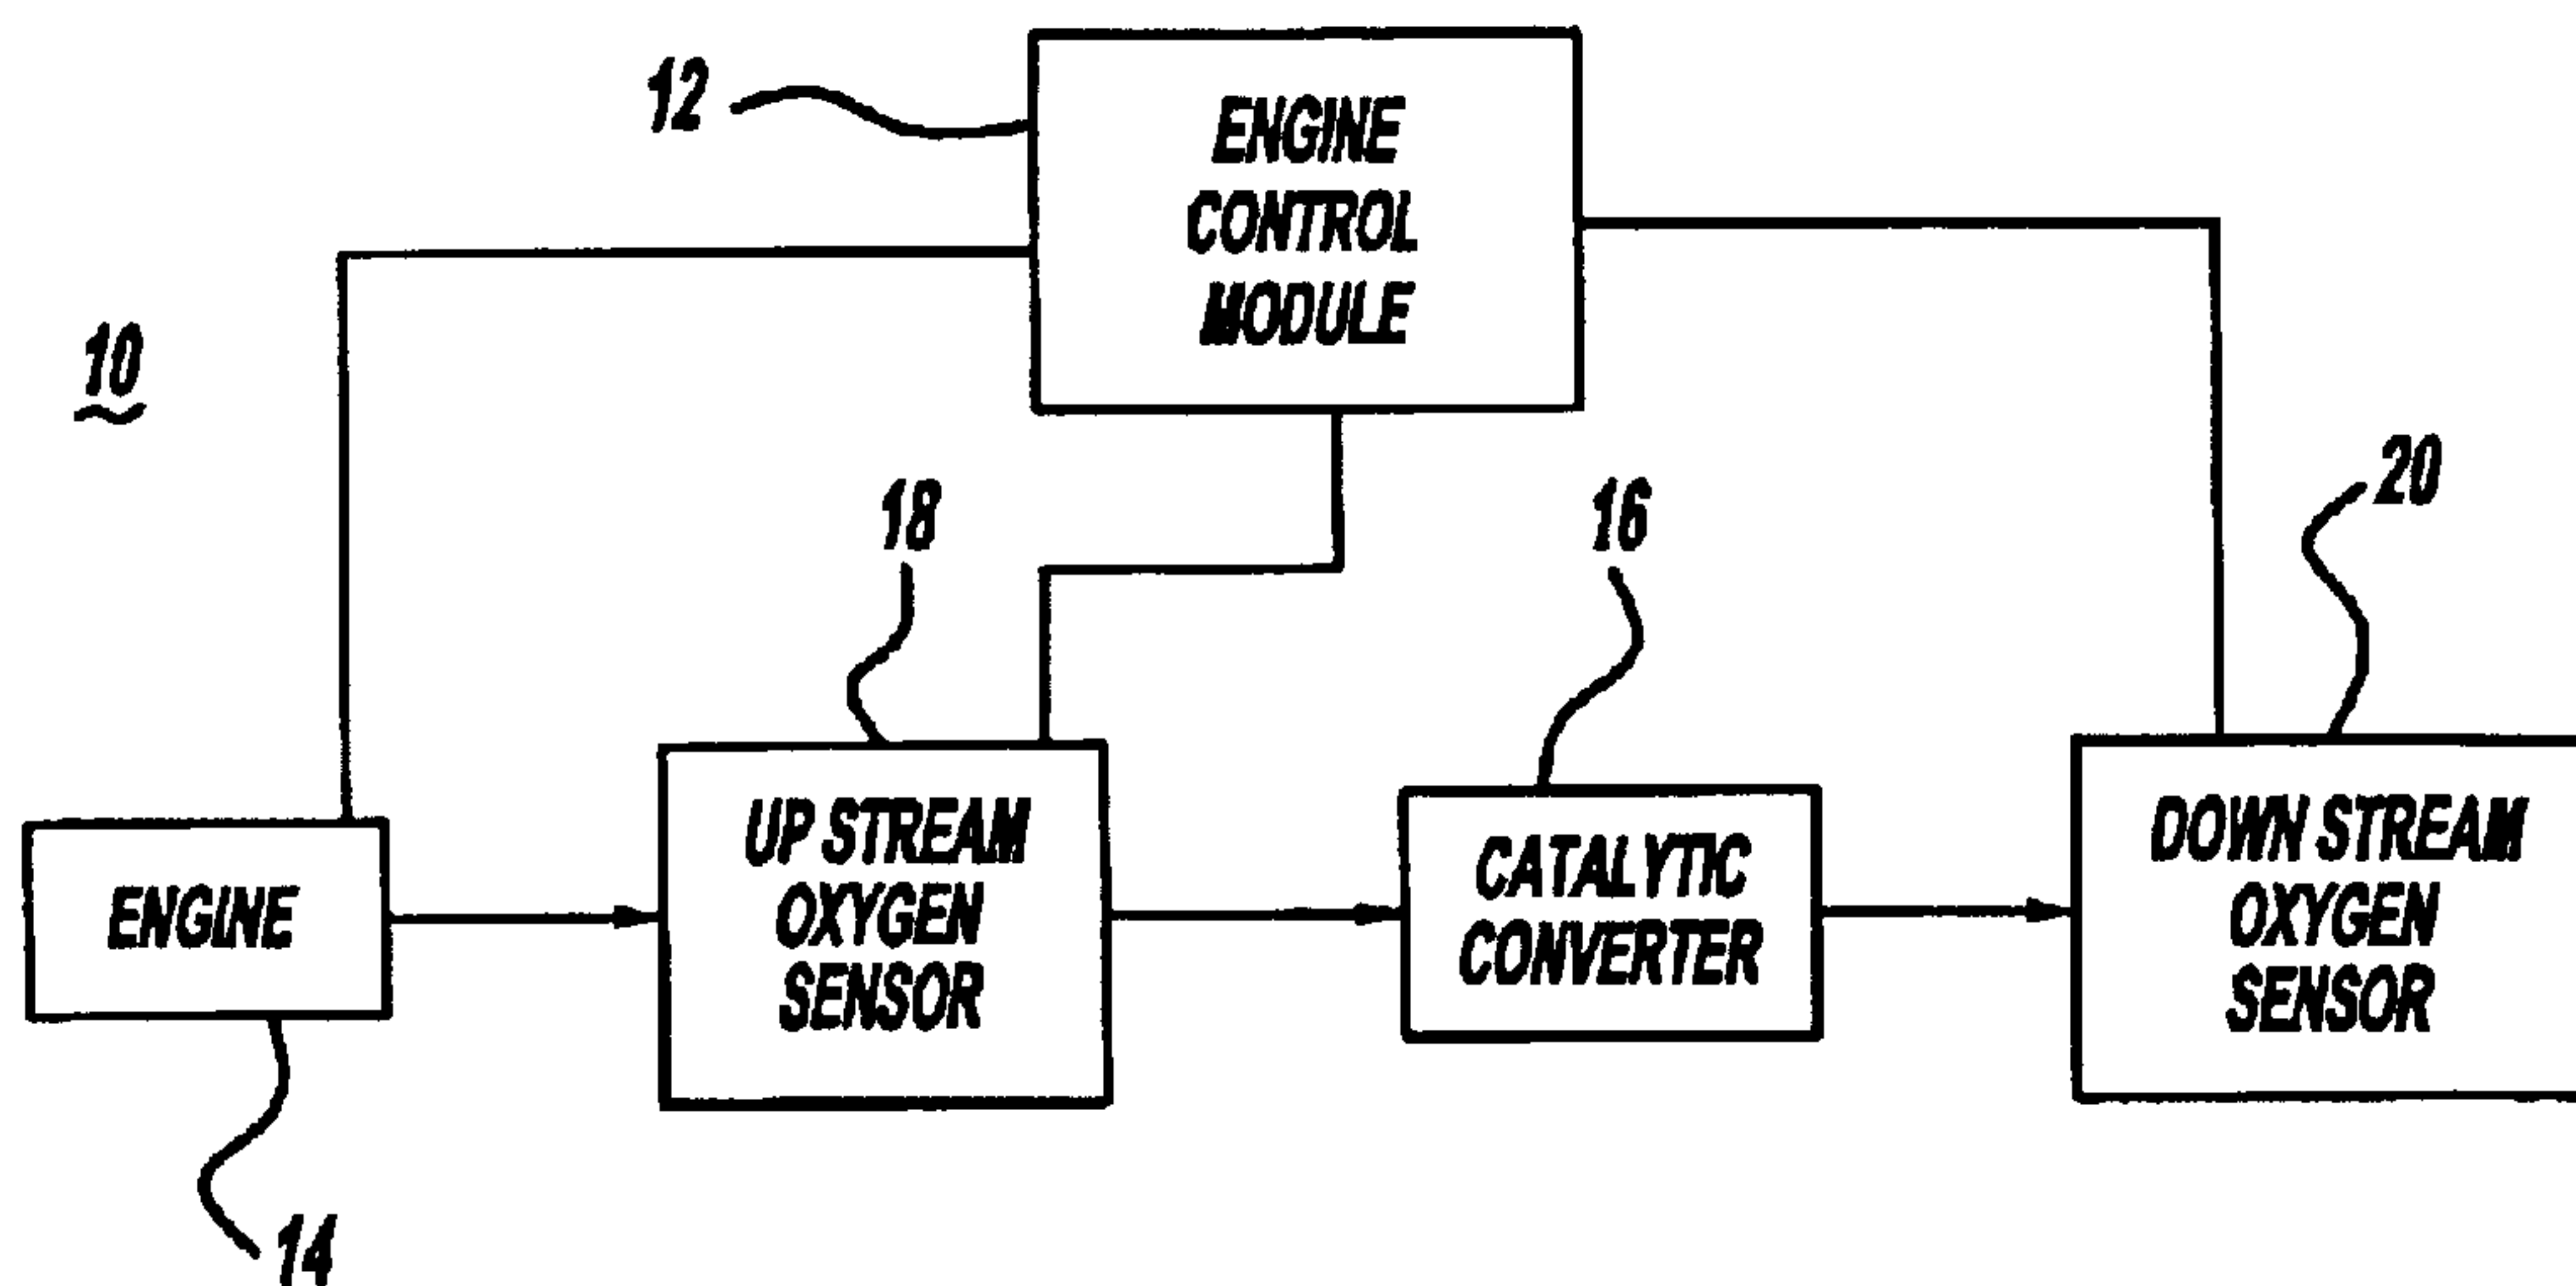 12
ENGINE
CONTROL
MODULE
10
18
16
20
ENGINE
UP STREAM
OXYGEN
SENSOR
CATALYTIC
CONVERTER
DOWN STREAM
OXYGEN
SENSOR
14